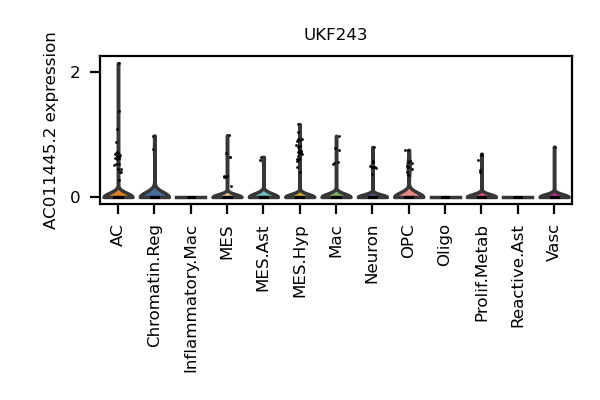 UKF243
AC011445.2 expression
2
0
AC
Chromatin.Reg
Inflammatory.Mac
MES
MES.Ast
MES.Hyp
Mac
Neuron
OPC
Oligo
Prolif.Metab
Reactive.Ast
Vasc